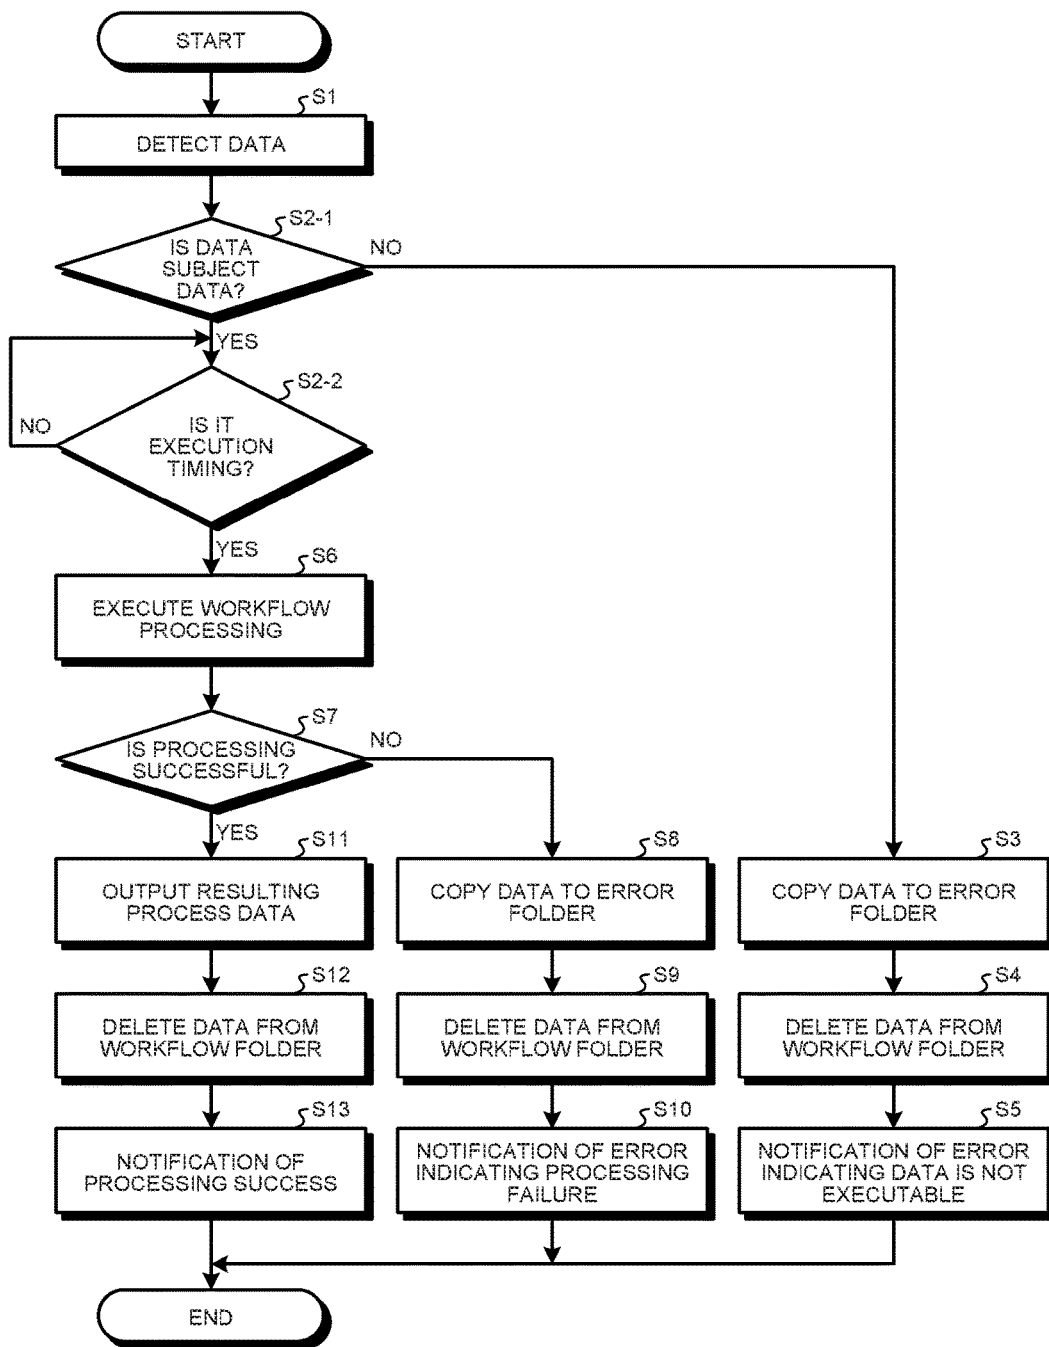 START
S1
DETECT DATA
S2-1
IS DATA
SUBJECT
DATA?
NO
YES
S2-2
IS IT
EXECUTION
TIMING?
NO
YES
S6
EXECUTE WORKFLOW
PROCESSING
S7
IS PROCESSING
SUCCESSFUL?
NO
YES
S11
OUTPUT RESULTING
PROCESS DATA
S8
COPY DATA TO ERROR
FOLDER
S3
COPY DATA TO ERROR
FOLDER
S12
DELETE DATA FROM
WORKFLOW FOLDER
S9
DELETE DATA FROM
WORKFLOW FOLDER
S4
DELETE DATA FROM
WORKFLOW FOLDER
S13
NOTIFICATION OF
PROCESSING SUCCESS
S10
NOTIFICATION OF ERROR
INDICATING PROCESSING
FAILURE
S5
NOTIFICATION OF ERROR
INDICATING DATA IS NOT
EXECUTABLE
END